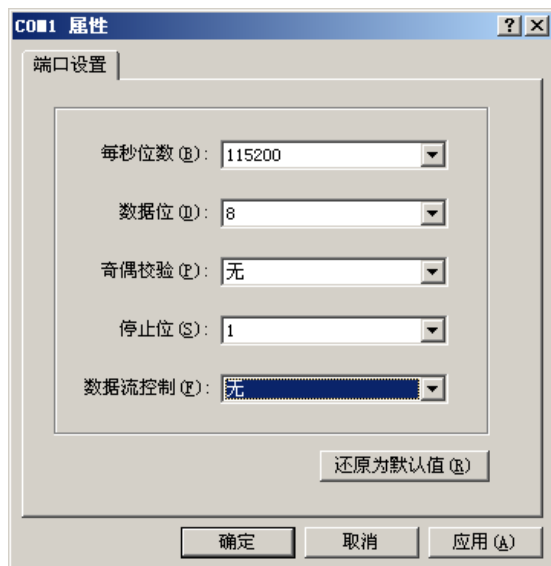 COM1 属性
端口设置
每秒位数(B): 115200
数据位(D): 8
奇偶校验(P): 无
停止位(S): 1
数据流控制(F): 无
还原为默认值(R)
确定 取消 应用(A)